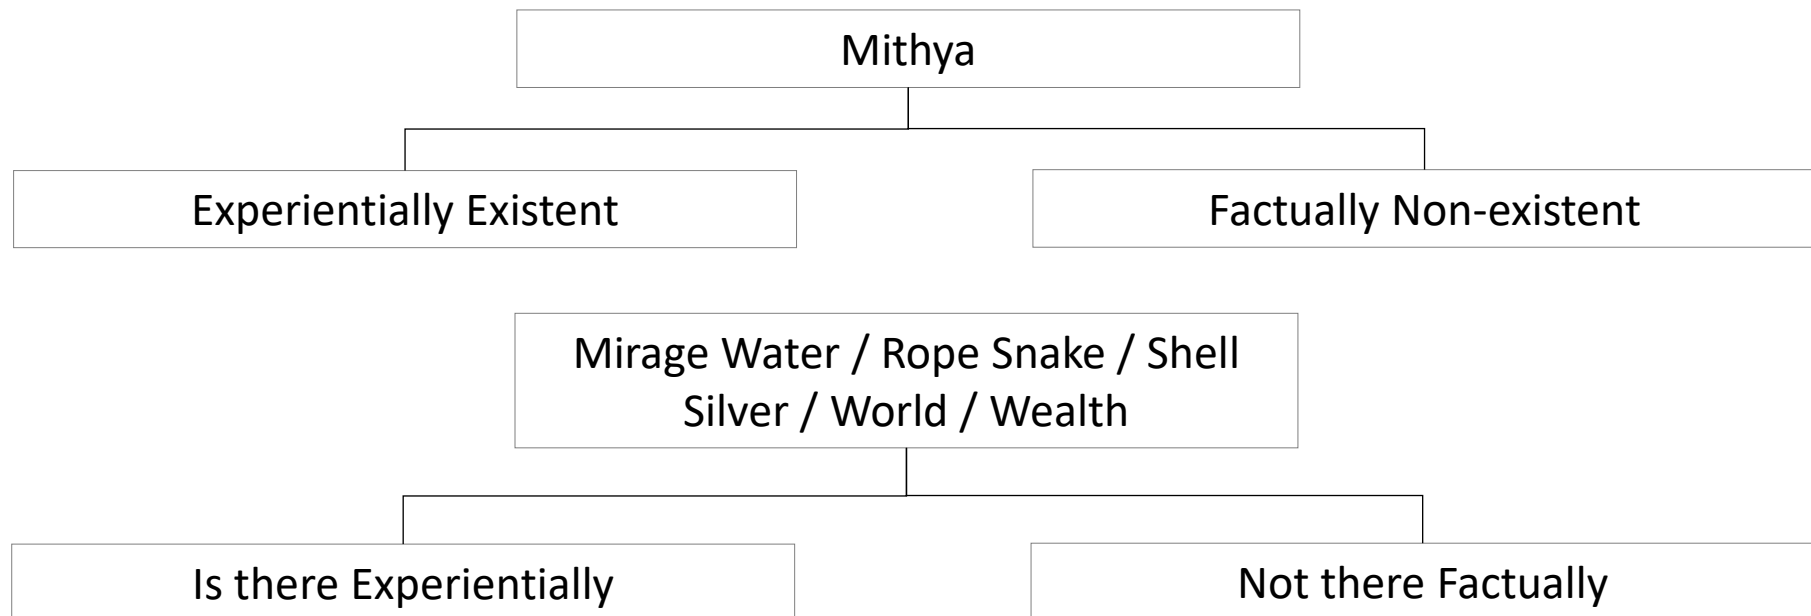 Mithya
Experientially Existent
Factually Non-existent
Mirage Water / Rope Snake / Shell
Silver / World / Wealth
Is there Experientially
Not there Factually